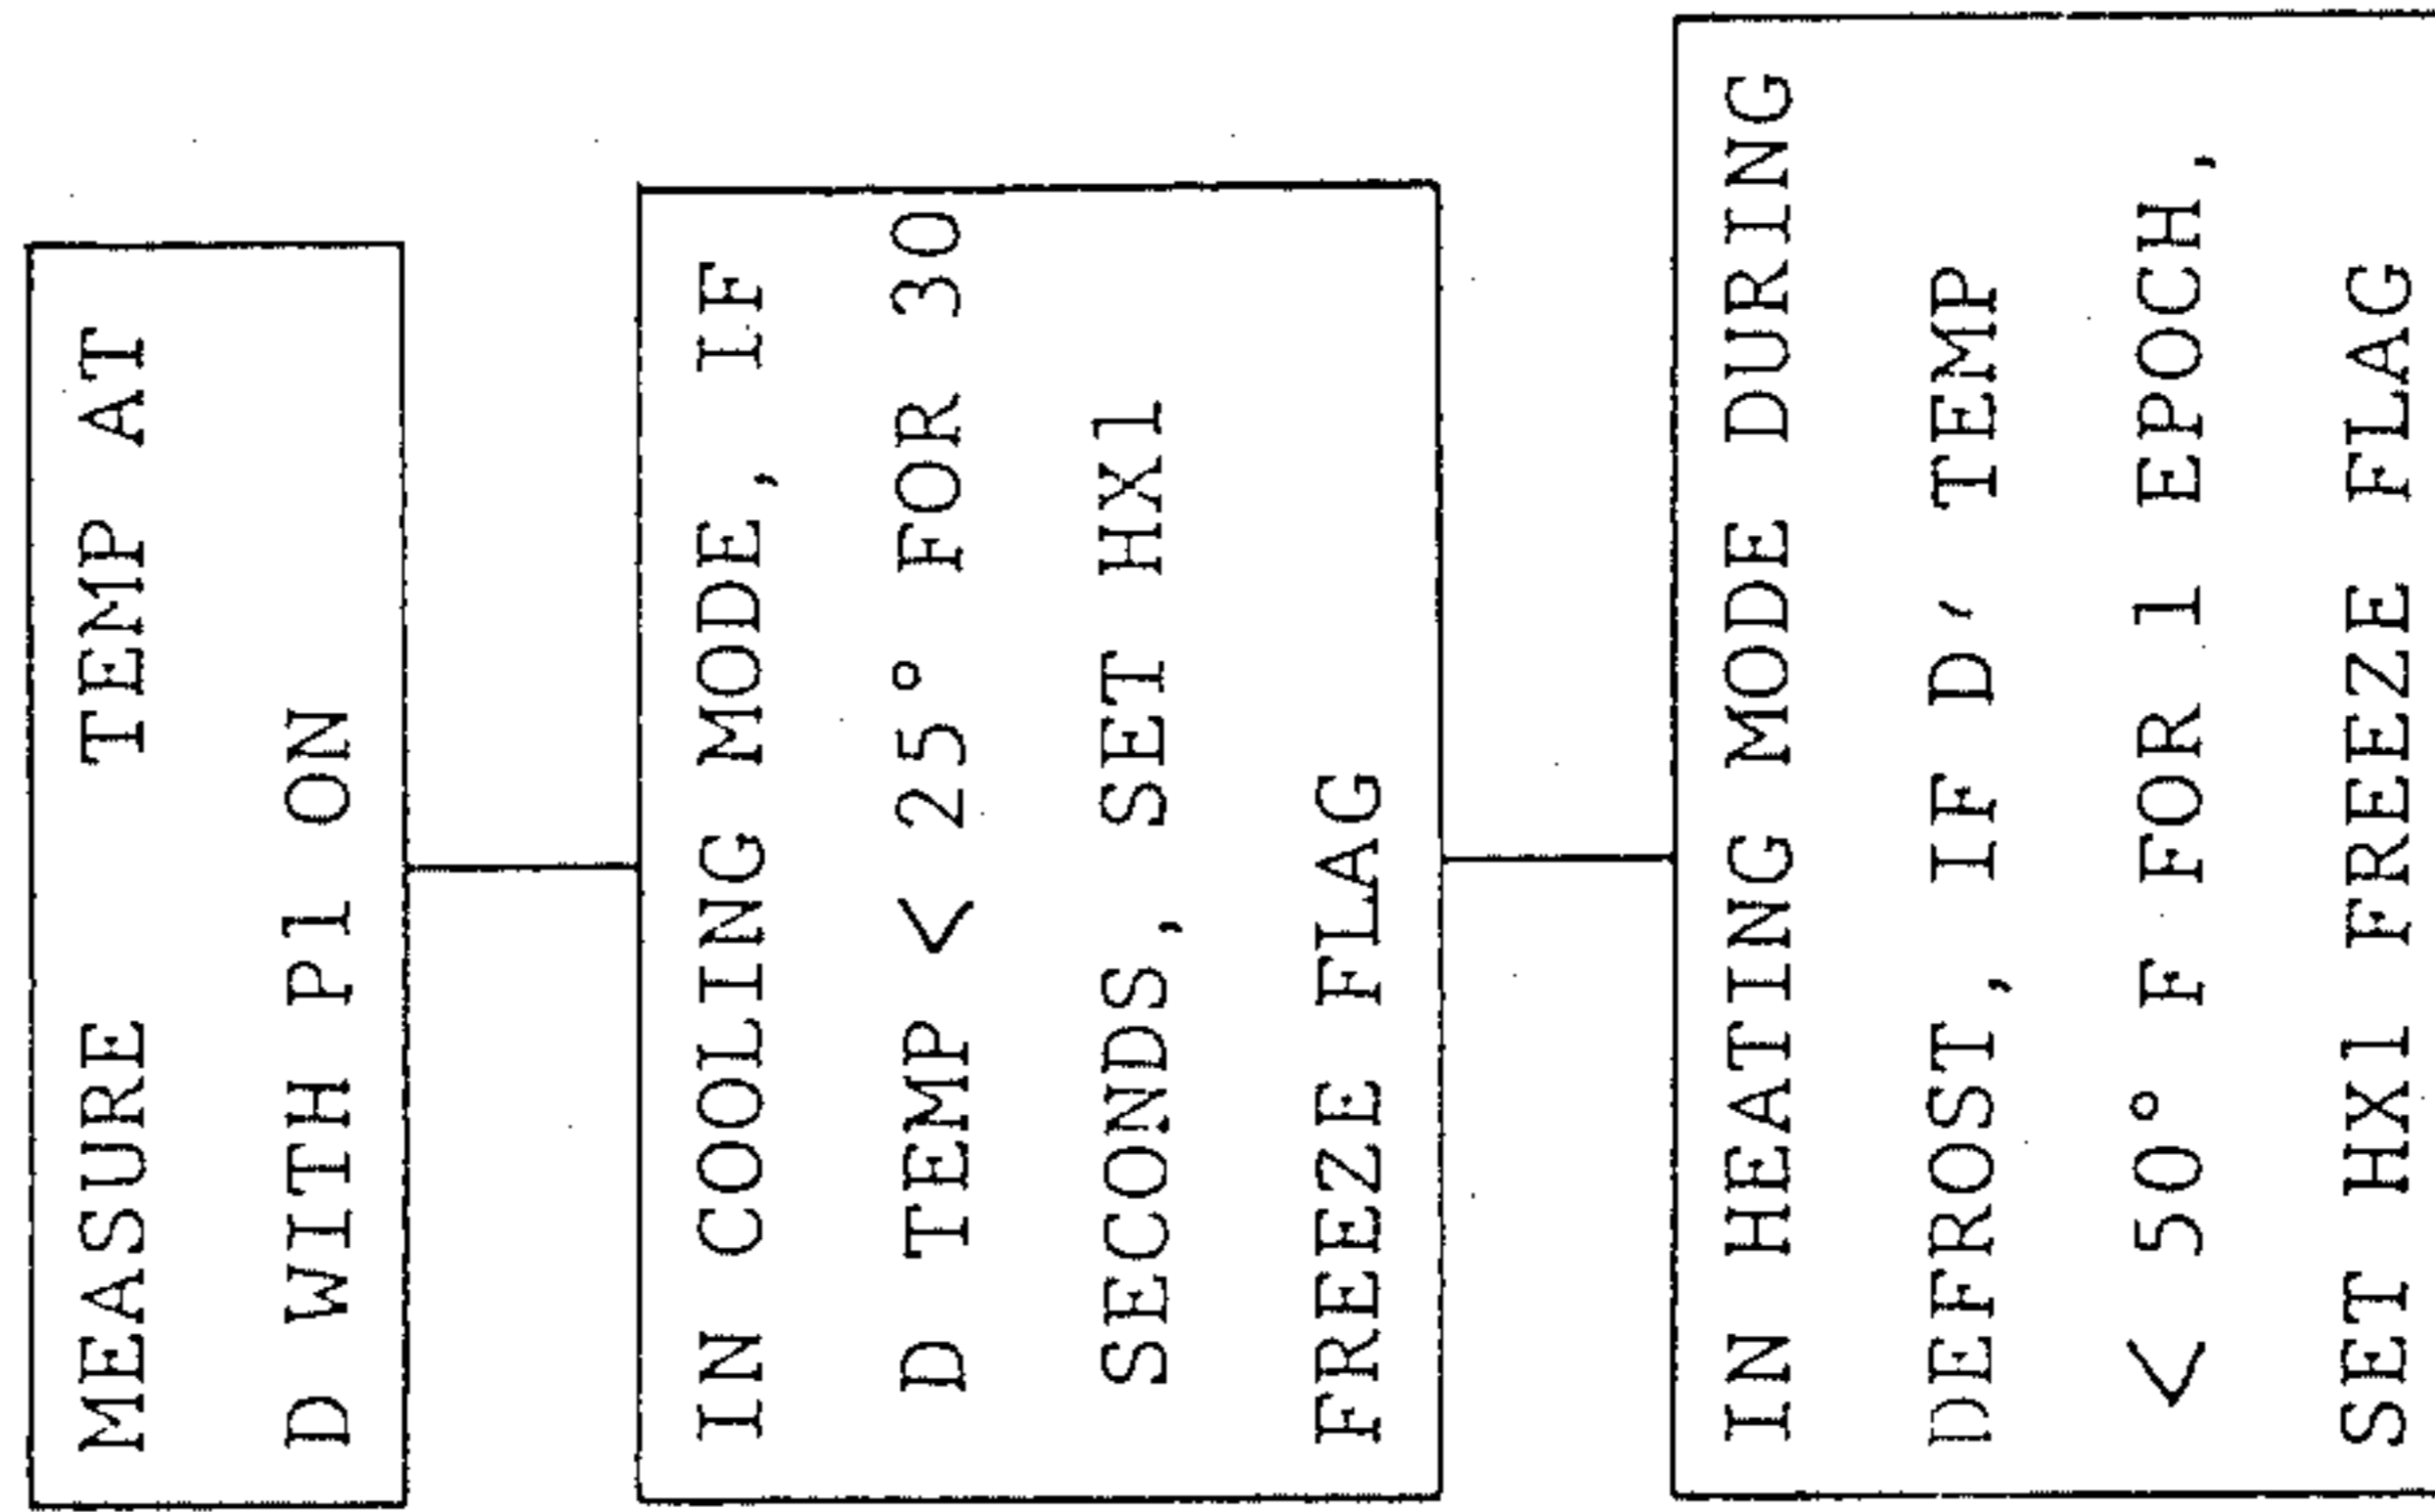 MEASURE TEMP AT
D WITH P1 ON
IN COOLING MODE, IF
D TEMP < 25° FOR 30
SECONDS, SET HX1
FREEZE FLAG
IN HEATING MODE DURING
DEFROST, IF D, TEMP
< 50° F FOR 1 EPOCH,
SET HX1 FREEZE FLAG